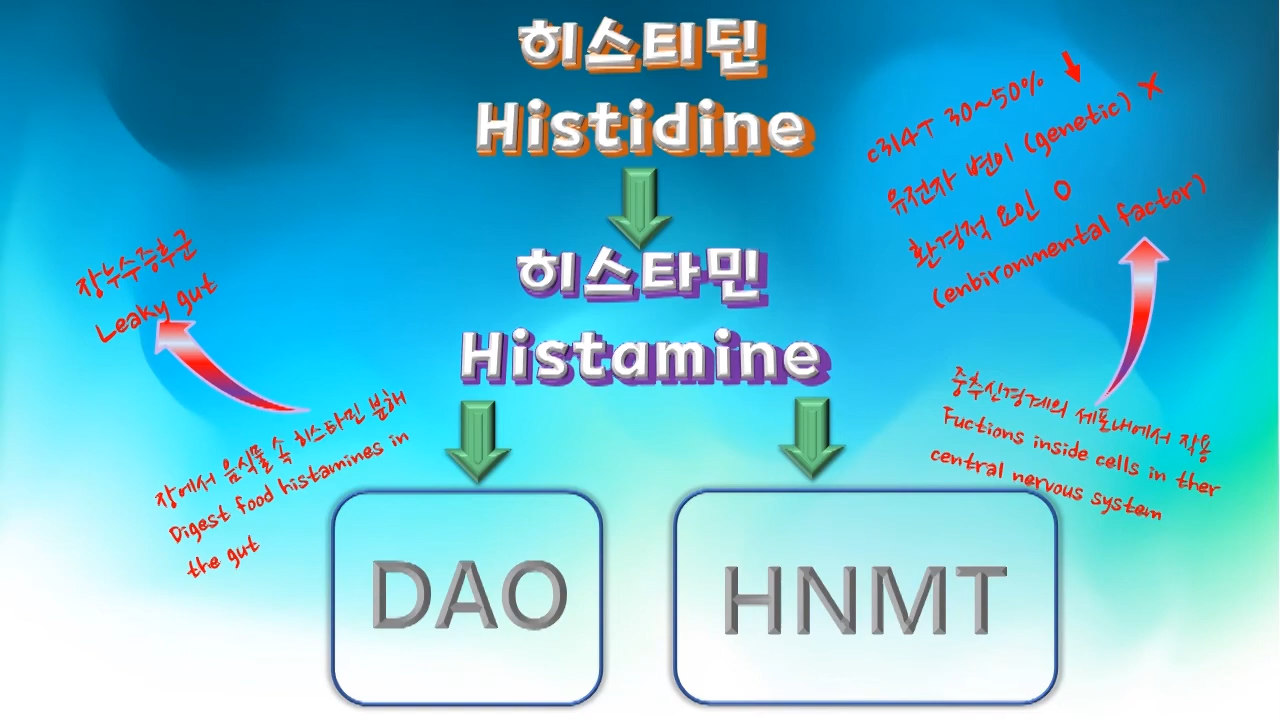 히스티딘
Histidine
c314T 30~50% ↓
유전자 변이 (genetic) X
환경적 요인 O
(enbironmental factor)
히스타민
Histamine
장누수증후군
Leaky gut
장에서 음식물 속 히스타민 분해
Digest food histamines in
the gut
중추신경계의 세포내에서 작용
Fuctions inside cells in ther
central nervous system
DAO
HNMT